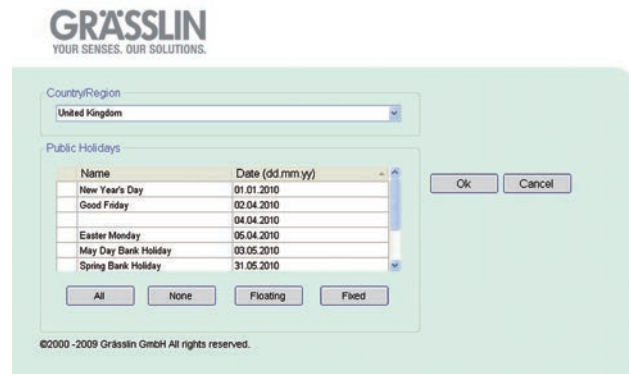 GRÄSSLIN
YOUR SENSES. OUR SOLUTIONS.
Country/Region
United Kingdom
Public Holidays
Name Date (dd.mm.yy)
New Year's Day 01.01.2010
Good Friday 02.04.2010
04.04.2010
Easter Monday 05.04.2010
May Day Bank Holiday 03.05.2010
Spring Bank Holiday 31.05.2010
Ok Cancel
All None Floating Fixed
©2000 -2009 Grässlin GmbH All rights reserved.